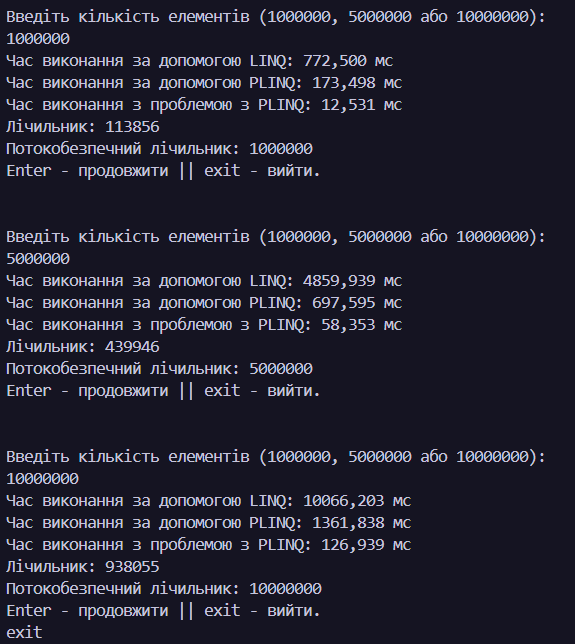 Введіть кількість елементів (1000000, 5000000 або 10000000):
1000000
Час виконання за допомогою LINQ: 772,500 мс
Час виконання за допомогою PLINQ: 173,498 мс
Час виконання з проблемою з PLINQ: 12,531 мс
Лічильник: 113856
Потокобезпечний лічильник: 1000000
Enter - продовжити || exit - вийти.
Введіть кількість елементів (1000000, 5000000 або 10000000):
5000000
Час виконання за допомогою LINQ: 4859,939 мс
Час виконання за допомогою PLINQ: 697,595 мс
Час виконання з проблемою з PLINQ: 58,353 мс
Лічильник: 439946
Потокобезпечний лічильник: 5000000
Enter - продовжити || exit - вийти.
Введіть кількість елементів (1000000, 5000000 або 10000000):
10000000
Час виконання за допомогою LINQ: 10066,203 мс
Час виконання за допомогою PLINQ: 1361,838 мс
Час виконання з проблемою з PLINQ: 126,939 мс
Лічильник: 938055
Потокобезпечний лічильник: 10000000
Enter - продовжити || exit - вийти.
exit